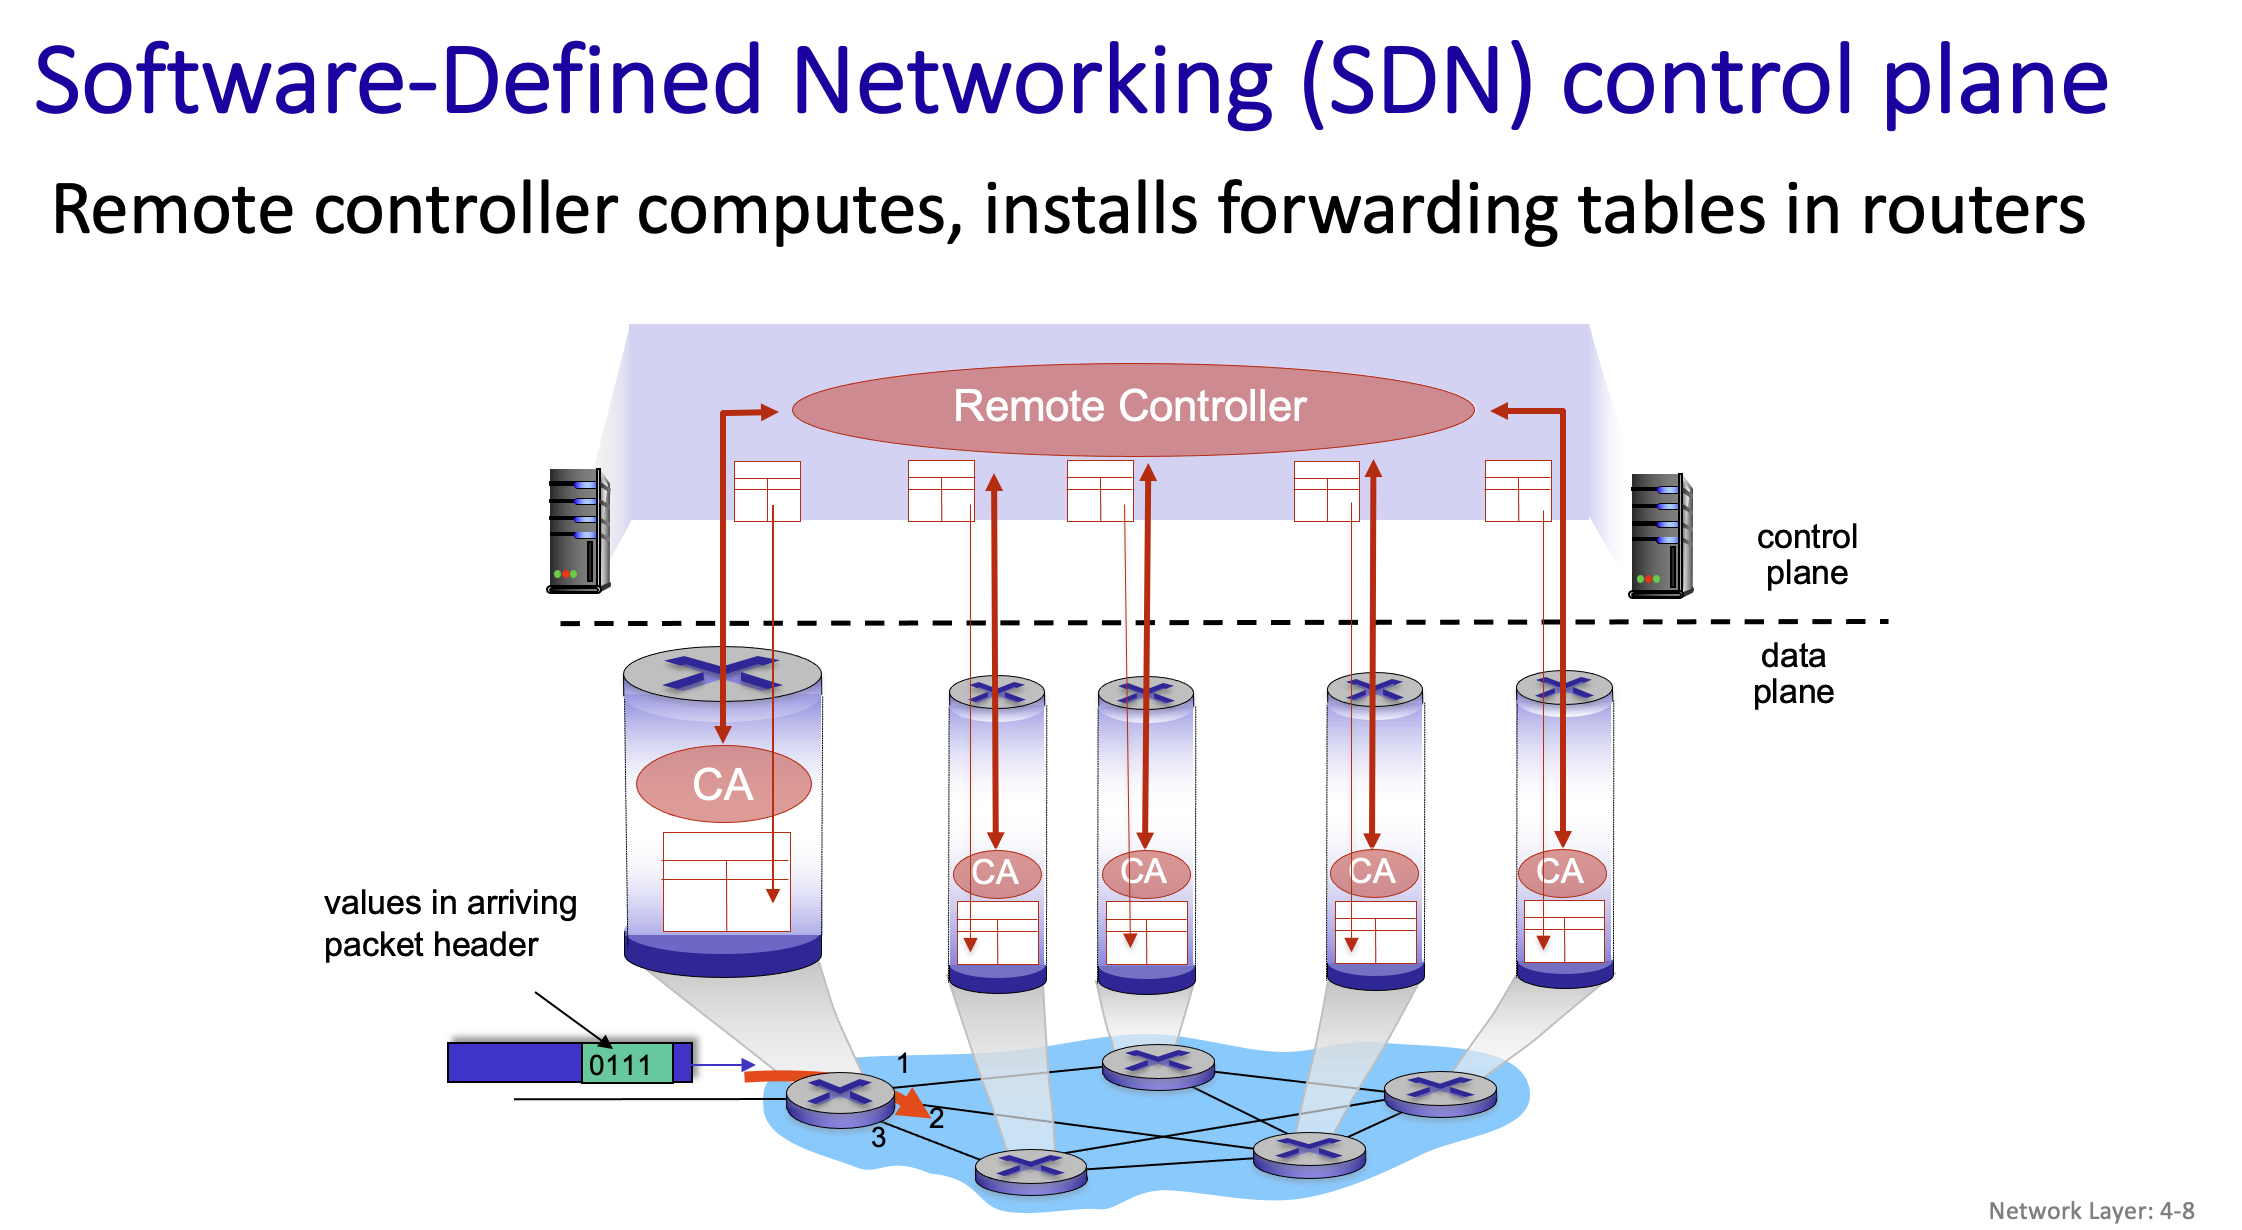 Software-Defined Networking (SDN) control plane
Remote controller computes, installs forwarding tables in routers
Remote Controller
control
plane
data
plane
CA
CA
CA
CA
CA
values in arriving
packet header
0111
1
2
3
Network Layer: 4-8